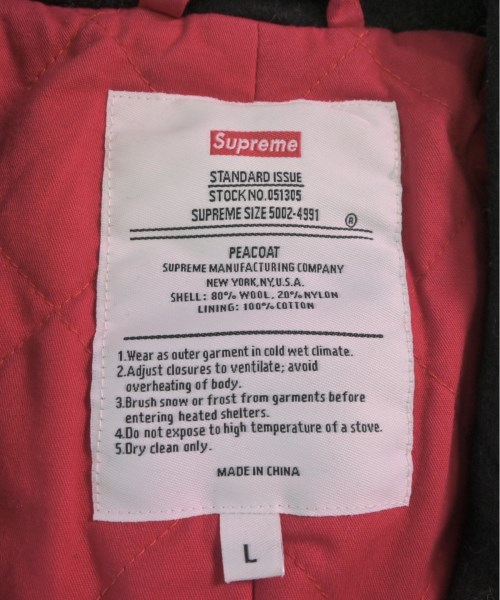 Supreme
STANDARD ISSUE
STOCK NO. 051305
SUPREME SIZE 5002-4991 ®
PEACOAT
SUPREME MANUFACTURING COMPANY
NEW YORK, NY, U.S.A.
SHELL: 80% WOOL, 20% NYLON
LINING: 100% COTTON
1.Wear as outer garment in cold wet climate.
2.Adjust closures to ventilate; avoid
overheating of body.
3.Brush snow or frost from garments before
entering heated shelters.
4.Do not expose to high temperature of a stove.
5.Dry clean only.
MADE IN CHINA
L